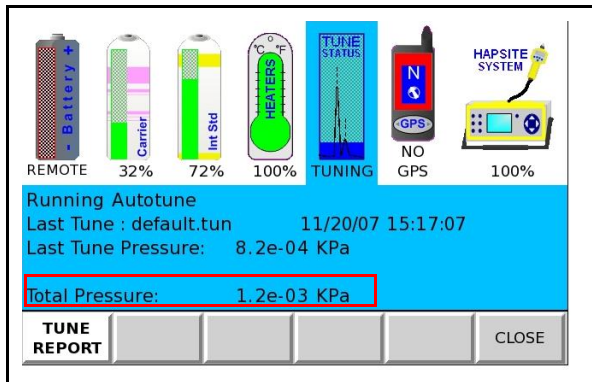 - Battery +
Carrier
Int Std
°C °F
HEATERS
TUNE
STATUS
N
GPS
HAPSITE
SYSTEM
REMOTE
32%
72%
100%
TUNING
NO
GPS
100%
Running Autotune
Last Tune : default.tun 11/20/07 15:17:07
Last Tune Pressure: 8.2e-04 KPa
Total Pressure: 1.2e-03 KPa
TUNE
REPORT
CLOSE